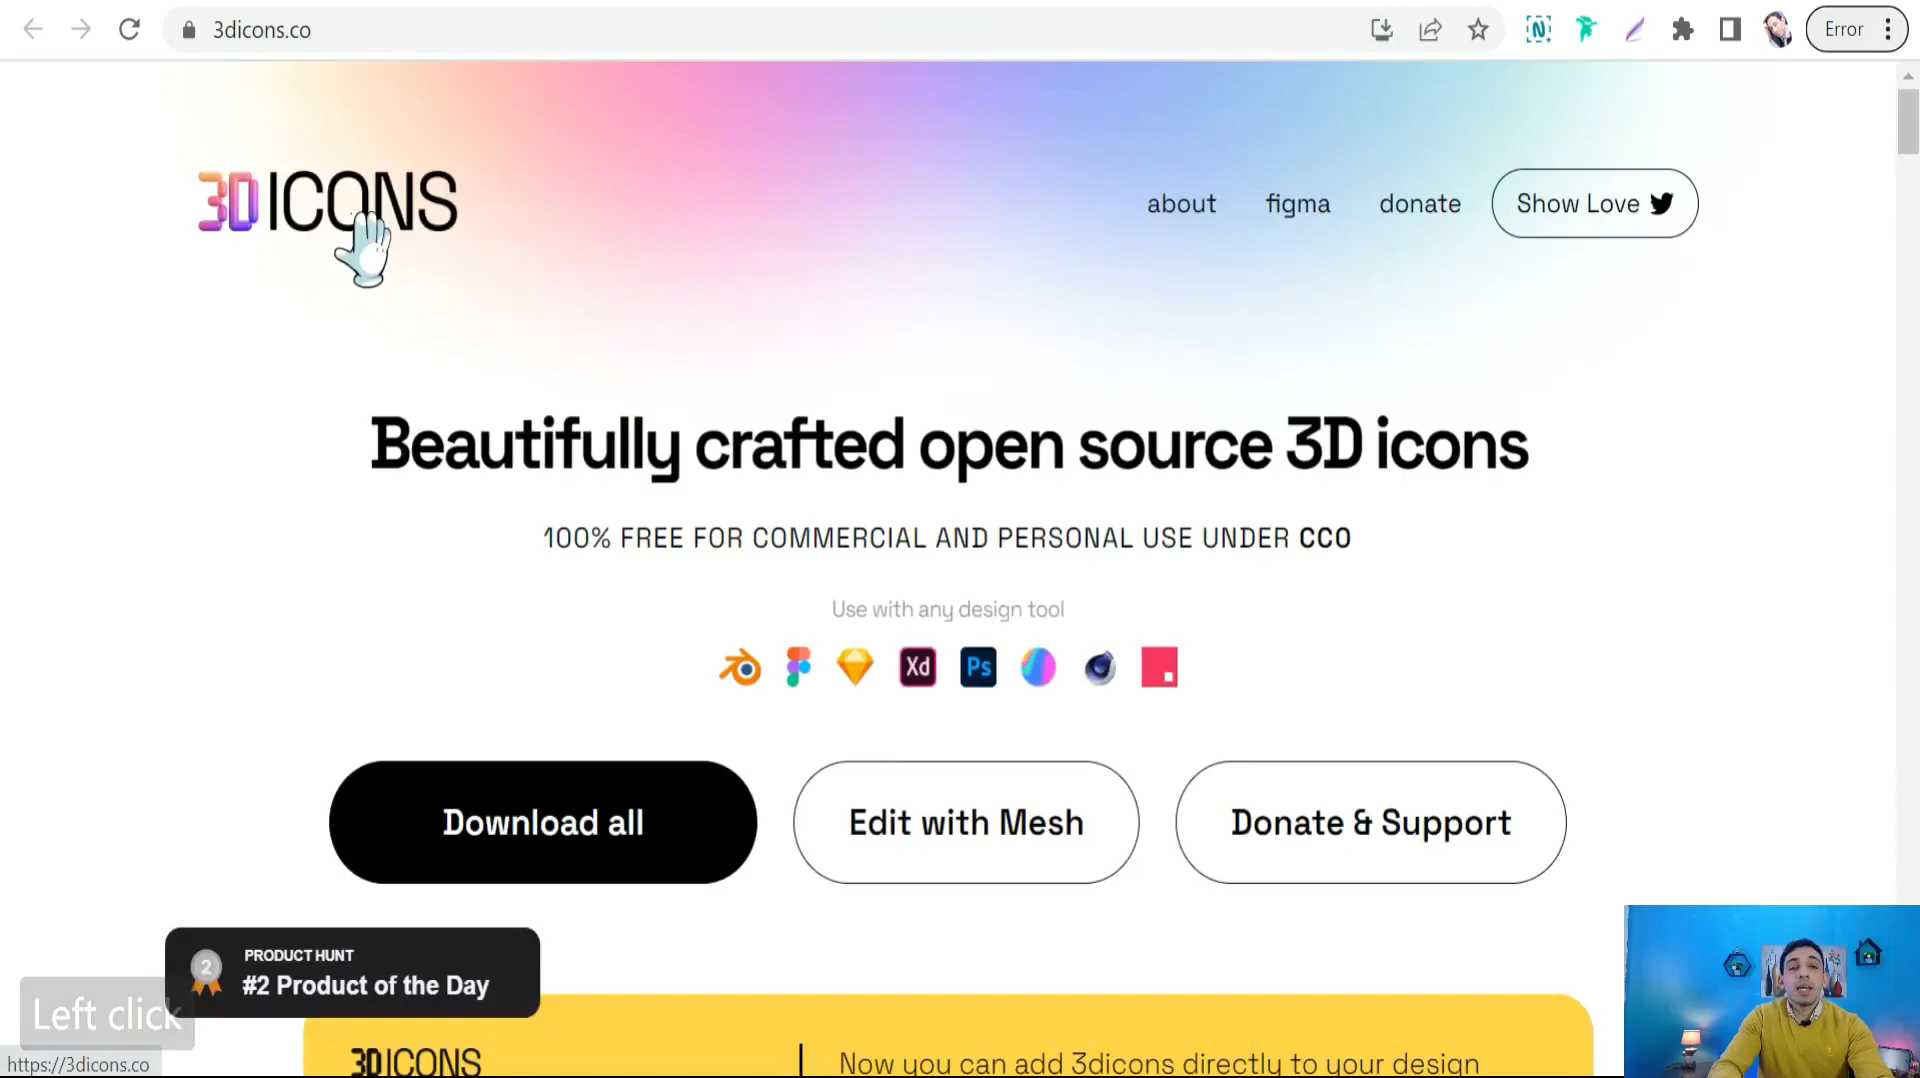 3dicons.co
Error
3D ICONS
about
figma
donate
Show Love
Beautifully crafted open source 3D icons
100% FREE FOR COMMERCIAL AND PERSONAL USE UNDER CC0
Use with any design tool
Xd
Ps
Download all
Edit with Mesh
Donate & Support
2
PRODUCT HUNT
#2 Product of the Day
Left click
https://3dicons.co
3D ICONS
Now you can add 3dicons directly to your design